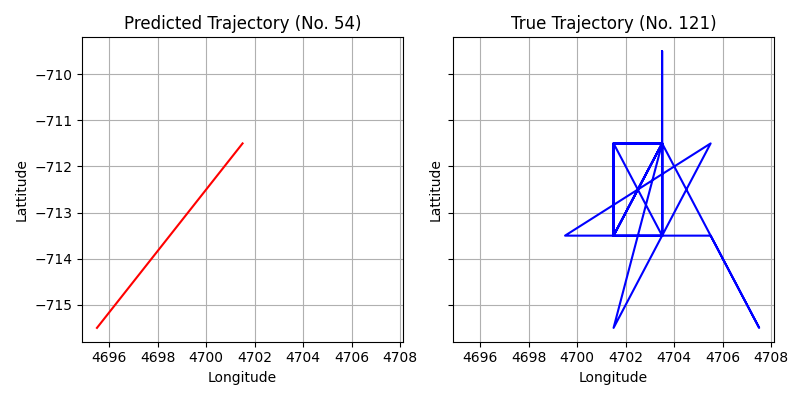 Predicted Trajectory (No. 54)
True Trajectory (No. 121)
Lattitude
−710
−711
−712
−713
−714
−715
4696 4698 4700 4702 4704 4706 4708
Longitude
Lattitude
4696 4698 4700 4702 4704 4706 4708
Longitude